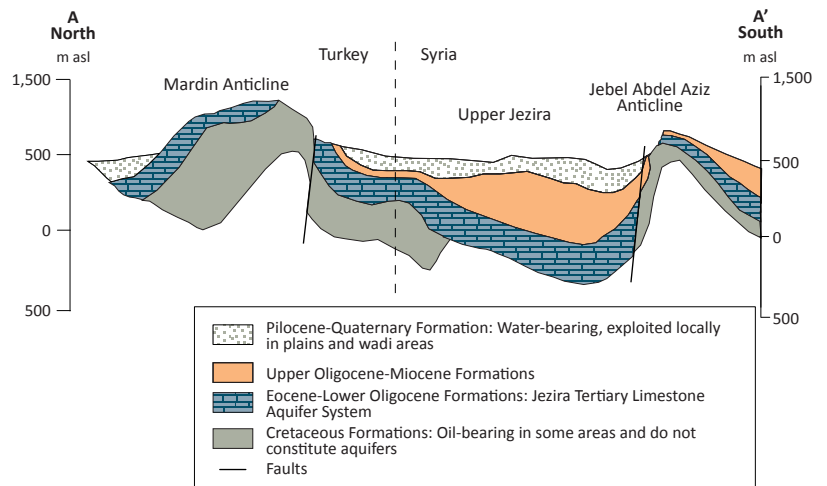 A
North
m asl
A’
South
m asl
Turkey
Syria
Mardin Anticline
Upper Jezira
Jebel Abdel Aziz
Anticline
1,500
500
0
500
1,500
500
0
500
Pilocene-Quaternary Formation: Water-bearing, exploited locally
in plains and wadi areas
Upper Oligocene-Miocene Formations
Eocene-Lower Oligocene Formations: Jezira Tertiary Limestone
Aquifer System
Cretaceous Formations: Oil-bearing in some areas and do not
constitute aquifers
Faults